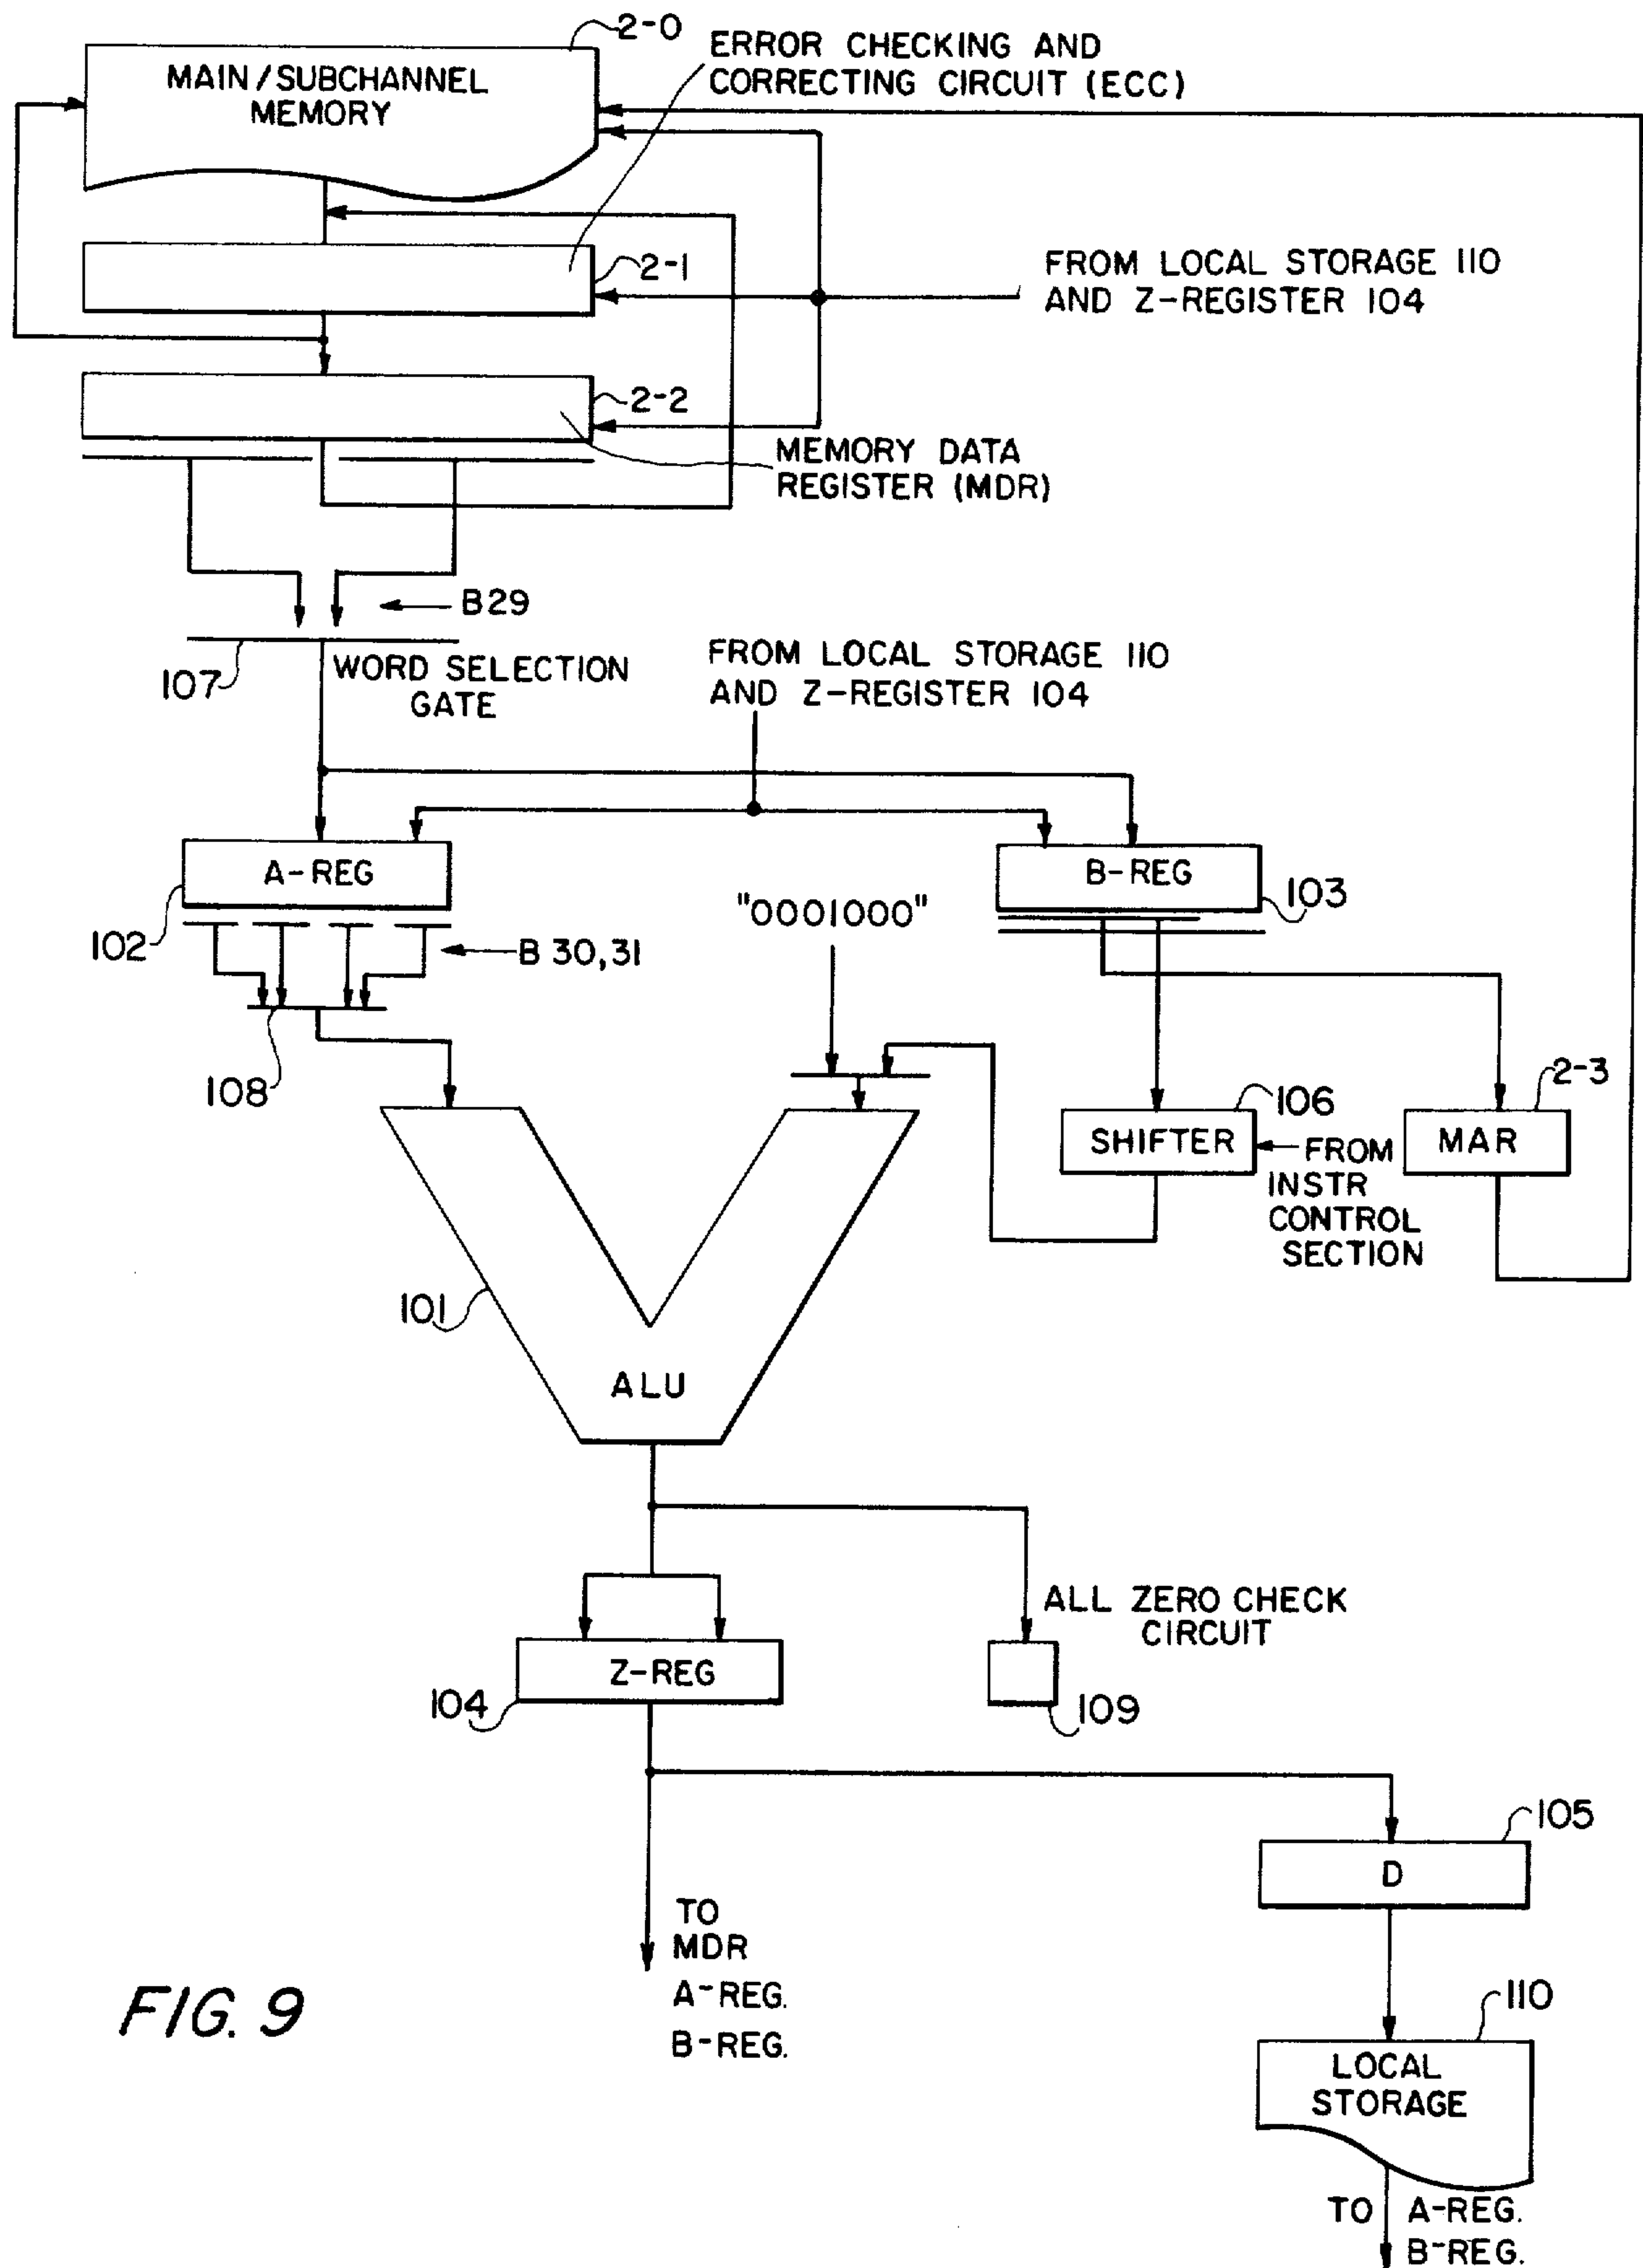 2-0
ERROR CHECKING AND
CORRECTING CIRCUIT (ECC)
MAIN/SUBCHANNEL
MEMORY
2-1
FROM LOCAL STORAGE 110
AND Z-REGISTER 104
2-2
MEMORY DATA
REGISTER (MDR)
B29
107
WORD SELECTION
GATE
FROM LOCAL STORAGE 110
AND Z-REGISTER 104
A-REG
B-REG
102
103
"0001000"
B 30,31
108
2-3
106
SHIFTER
MAR
FROM
INSTR
CONTROL
SECTION
101
ALU
ALL ZERO CHECK
CIRCUIT
Z-REG
104
109
105
D
TO
MDR
A-REG.
B-REG.
FIG. 9
110
LOCAL
STORAGE
TO A-REG.
B-REG.